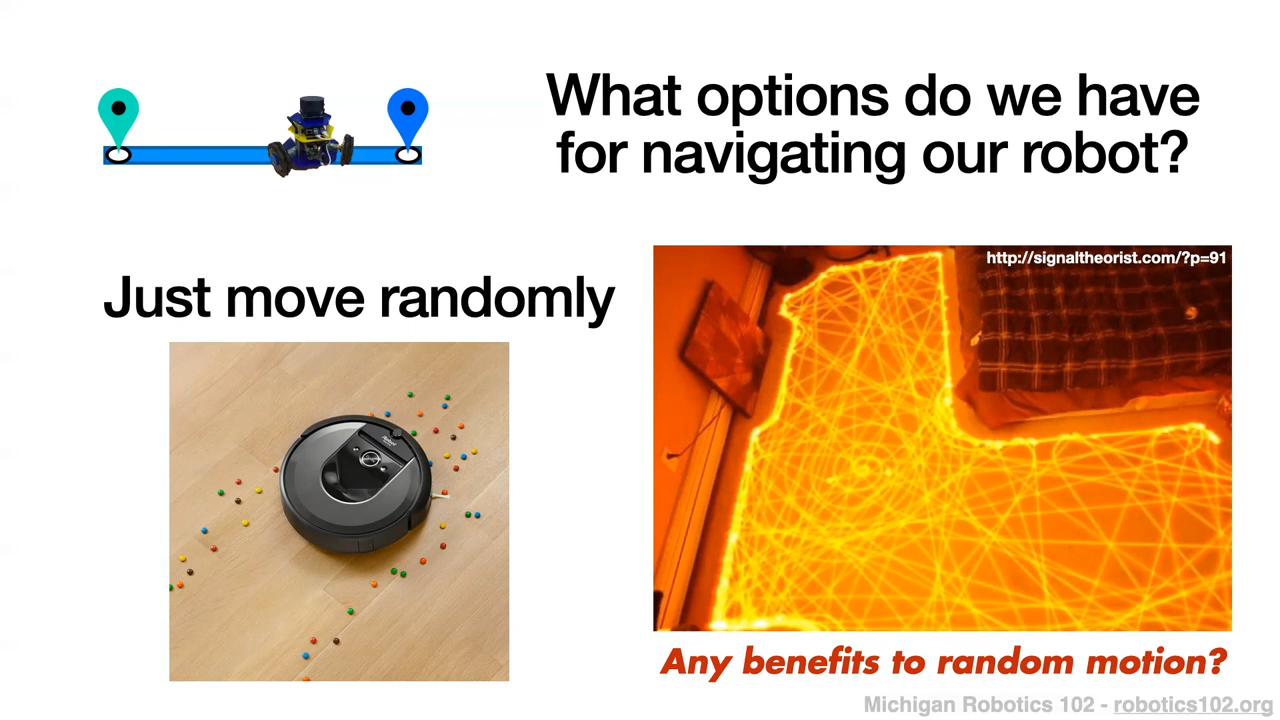 What options do we have
for navigating our robot?
Just move randomly
http://signaltheorist.com/?p=91
Any benefits to random motion?
Michigan Robotics 102 - robotics102.org